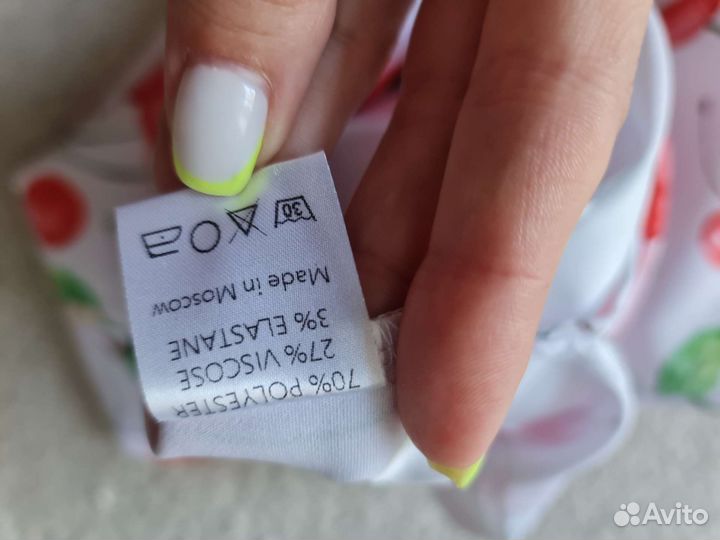 70% POLYESTER
27% VISCOSE
3% ELASTANE
Made in Moscow
30
Avito